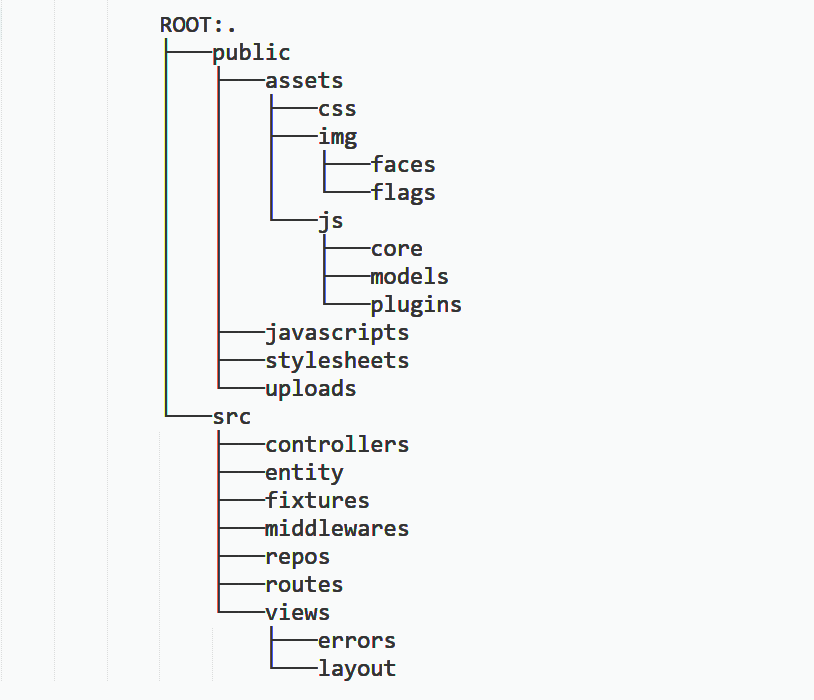 ROOT:.
public
assets
css
img
faces
flags
js
core
models
plugins
javascripts
stylesheets
uploads
src
controllers
entity
fixtures
middlewares
repos
routes
views
errors
layout